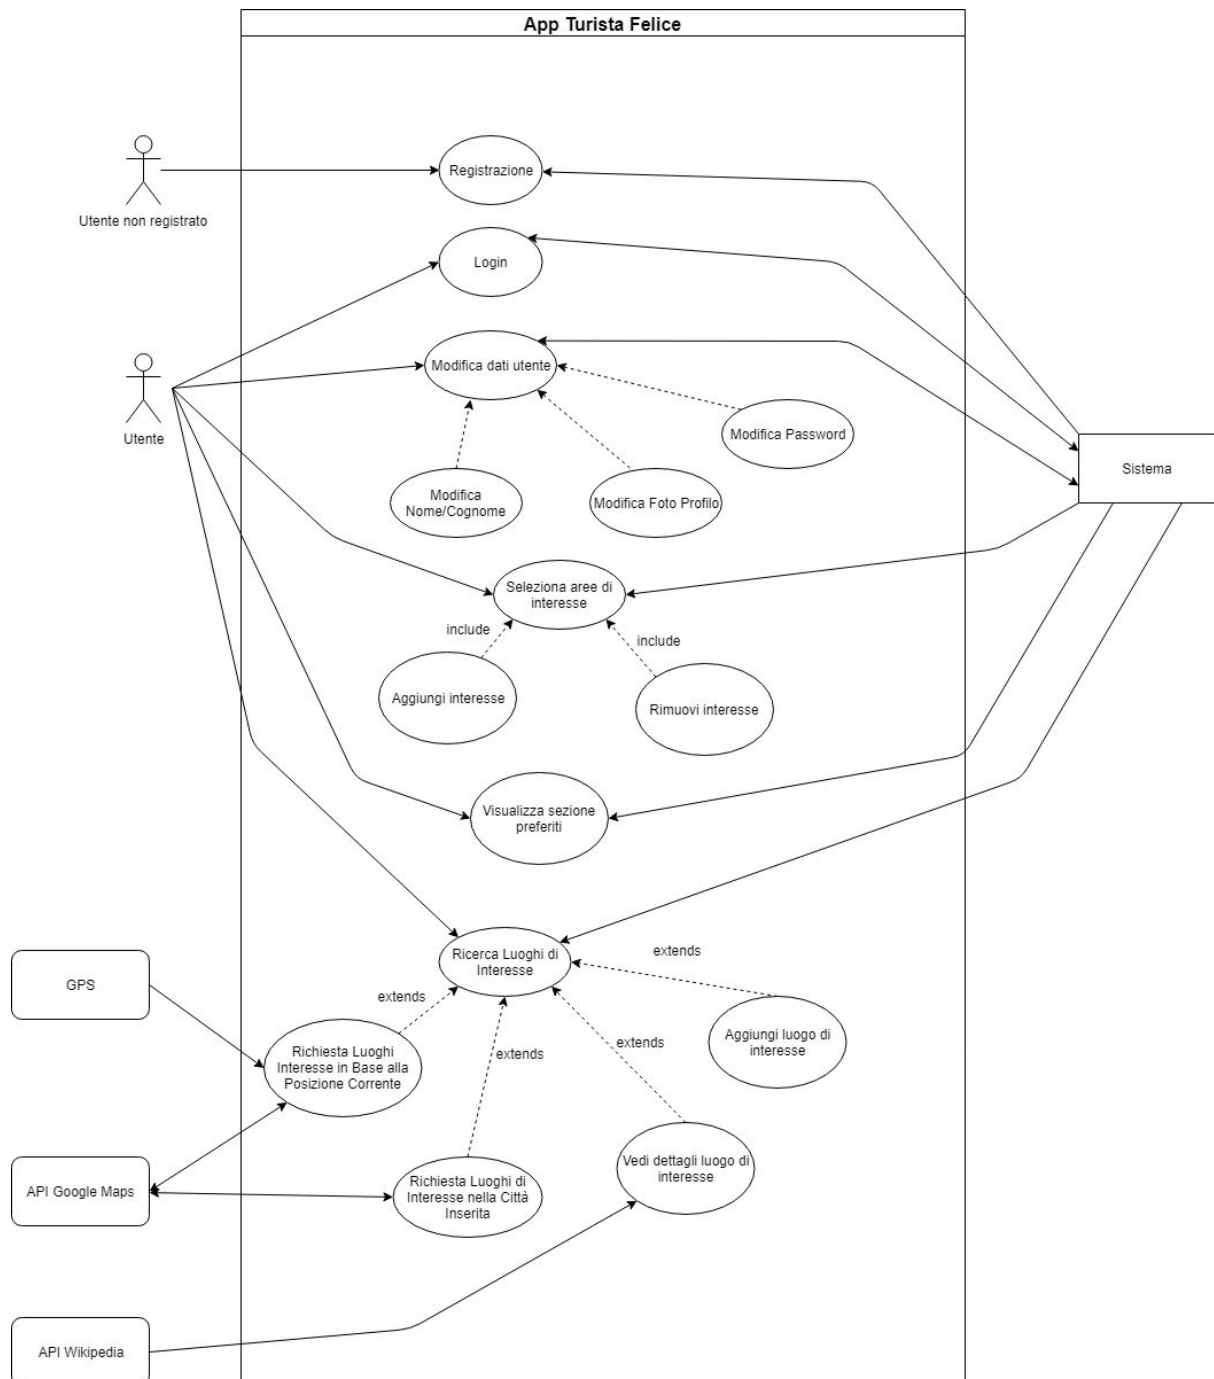 App Turista Felice
Registrazione
Utente non registrato
Login
Modifica dati utente
Utente
Modifica Password
Sistema
Modifica
Nome/Cognome
Modifica Foto Profilo
Seleziona aree di
interesse
include
include
Aggiungi interesse
Rimuovi interesse
Visualizza sezione
preferiti
Ricerca Luoghi di
Interesse
extends
GPS
extends
Aggiungi luogo di
interesse
extends
extends
Richiesta Luoghi
Interesse in Base alla
Posizione Corrente
Vedi dettagli luogo di
interesse
API Google Maps
Richiesta Luoghi di
Interesse nella Città
Inserita
API Wikipedia